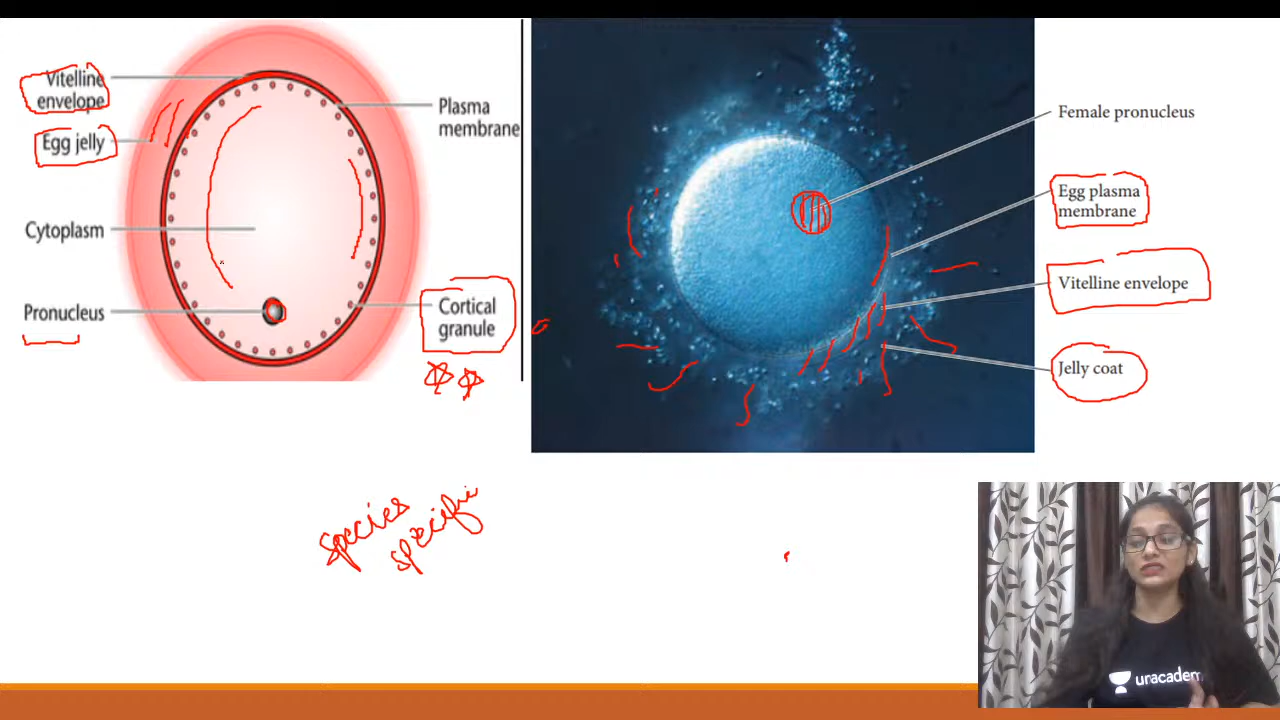 Vitelline
envelope
Egg jelly
Cytoplasm
Pronucleus
Plasma
membrane
Cortical
granule
Female pronucleus
Egg plasma
membrane
Vitelline envelope
Jelly coat
species
specific
uracadem